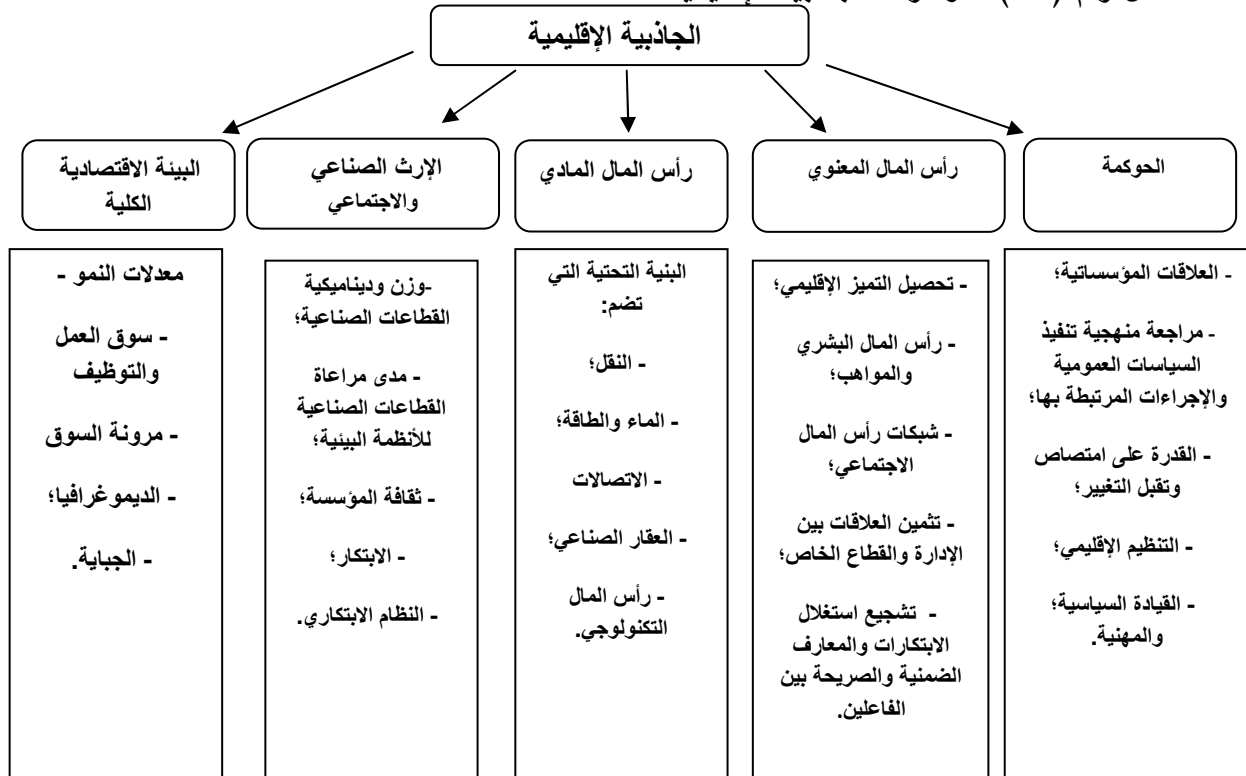 الجاذبية الإقليمية
الحوكمة
رأس المال المعنوي
رأس المال المادي
الإرث الصناعي
والاجتماعي
البيئة الاقتصادية
الكلية
- العلاقات المؤسساتية؛
- مراجعة منهجية تنفيذ
السياسات العمومية
والإجراءات المرتبطة بها؛
- القدرة على امتصاص
وتقبل التغيير؛
- التنظيم الإقليمي؛
- القيادة السياسية؛
والمهنية.
- تحصيل التميز الإقليمي؛
- رأس المال البشري
والمواهب؛
- شبكات رأس المال
الاجتماعي؛
- تثمين العلاقات بين
الإدارة والقطاع الخاص؛
- تشجيع استغلال
الابتكارات والمعارف
الضمنية والصريحة بين
الفاعلين.
البنية التحتية التي
تضم:
- النقل؛
- الماء والطاقة؛
- الاتصالات
- العقار الصناعي؛
- رأس المال
التكنولوجي.
-وزن وديناميكية
القطاعات الصناعية؛
- مدى مراعاة
القطاعات الصناعية
للأنظمة البيئية؛
- ثقافة المؤسسة؛
- الابتكار؛
- النظام الابتكاري.
معدلات النمو -
- سوق العمل
والتوظيف
- مرونة السوق
- الديموغرافيا؛
- الجباية.